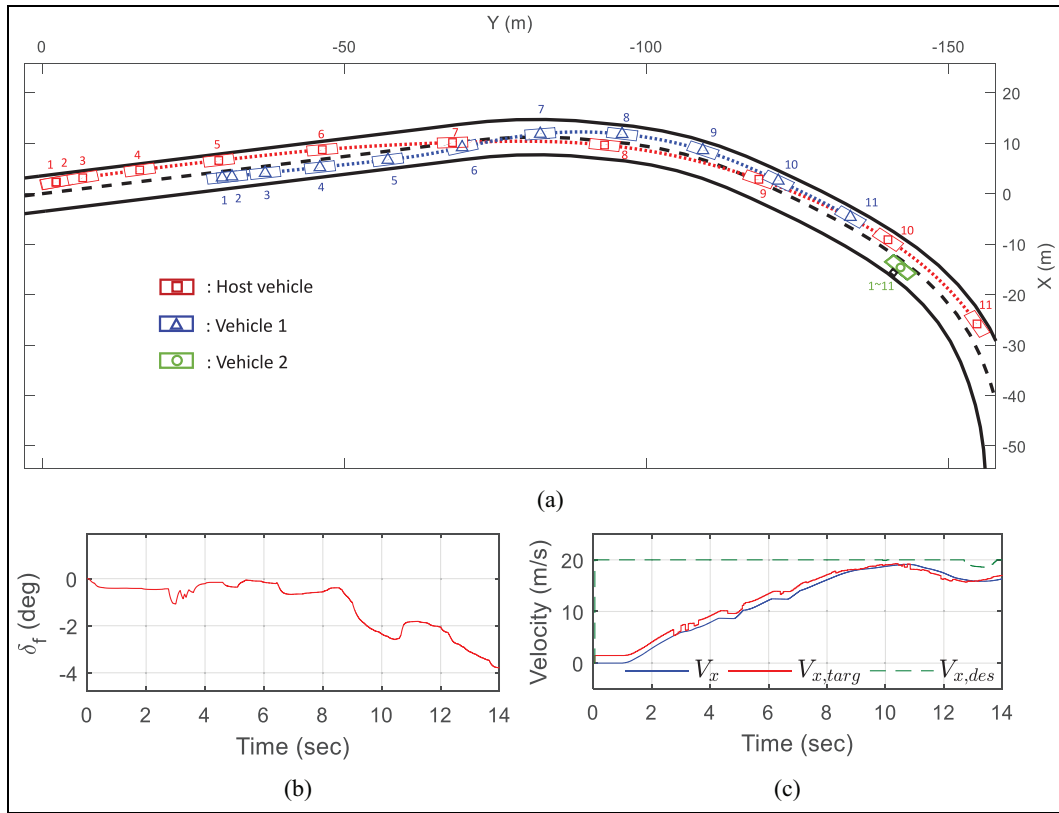 Y (m)
0 -50 -100 -150
20
10
0
-10
-20
-30
-40
-50
X (m)
1 2 3 4 5 6 7 8 9 10 11
1 2 3 4 5 6 7 8 9 10 11
1~11
: Host vehicle
: Vehicle 1
: Vehicle 2
(a)
0
-2
-4
δf (deg)
0 2 4 6 8 10 12 14
Time (sec)
(b)
20
10
0
Velocity (m/s)
Vx Vx,targ Vx,des
0 2 4 6 8 10 12 14
Time (sec)
(c)